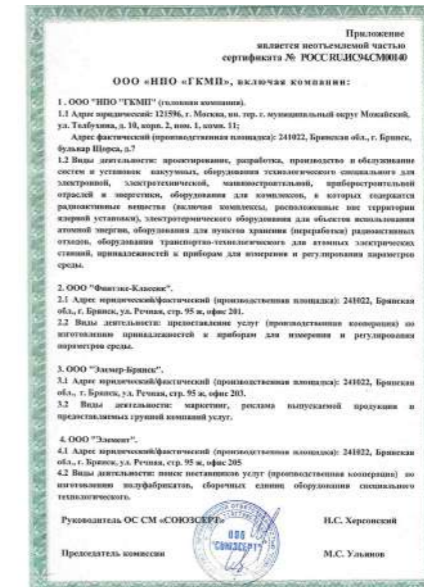 Приложение
является неотъемлемой частью
сертификата № РОСС RU.ИС94.СМ00140
ООО «НПО «ГКМП», включая компании:
1 . ООО "НПО "ГКМП" (головная компания).
1.1 Адрес юридический: 121596, г. Москва, вн. тер. г. муниципальный округ Можайский,
ул. Толбухина, д. 10, корп. 2, пом. 1, комн. 11;
Адрес фактический (производственная площадка): 241022, Брянская обл., г. Брянск,
бульвар Щорса, д.7
1.2 Виды деятельности: проектирование, разработка, производство и обслуживание
систем и установок вакуумных, оборудования технологического специального для
электронной, электротехнической, машиностроительной, приборостроительной
отраслей и энергетики, оборудования для комплексов, в которых содержатся
радиоактивные вещества (включая комплексы, расположенные вне территории
ядерной установки), электротермического оборудования для объектов использования
атомной энергии, оборудования для пунктов хранения (переработки) радиоактивных
отходов, оборудования транспортно-технологического для атомных электрических
станций, принадлежностей к приборам для измерения и регулирования параметров
среды.
2. ООО "Фантэкс-Классик".
2.1 Адрес юридический/фактический (производственная площадка): 241022, Брянская
обл., г. Брянск, ул. Речная, стр. 95 ж, офис 201.
2.2 Виды деятельности: предоставление услуг (производственная кооперация) по
изготовлению принадлежностей к приборам для измерения и регулирования
параметров среды.
3. ООО "Элемер-Брянск".
3.1 Адрес юридический/фактический (производственная площадка): 241022, Брянская
обл., г. Брянск, ул. Речная, стр. 95 ж, офис 203.
3.2 Виды деятельности: маркетинг, реклама выпускаемой продукции и
предоставляемых группой компаний услуг.
4. ООО "Элемент".
4.1 Адрес юридический/фактический (производственная площадка): 241022, Брянская
обл., г. Брянск, ул. Речная, стр. 95 ж, офис 205
4.2 Виды деятельности: поиск поставщиков услуг (производственная кооперация) по
изготовлению полуфабрикатов, сборочных единиц оборудования специального
технологического.
Руководитель ОС СМ «СОЮЗСЕРТ» Н.С. Херсонский
ООО
"СОЮЗСЕРТ"
Председатель комиссии М.С. Ульянов